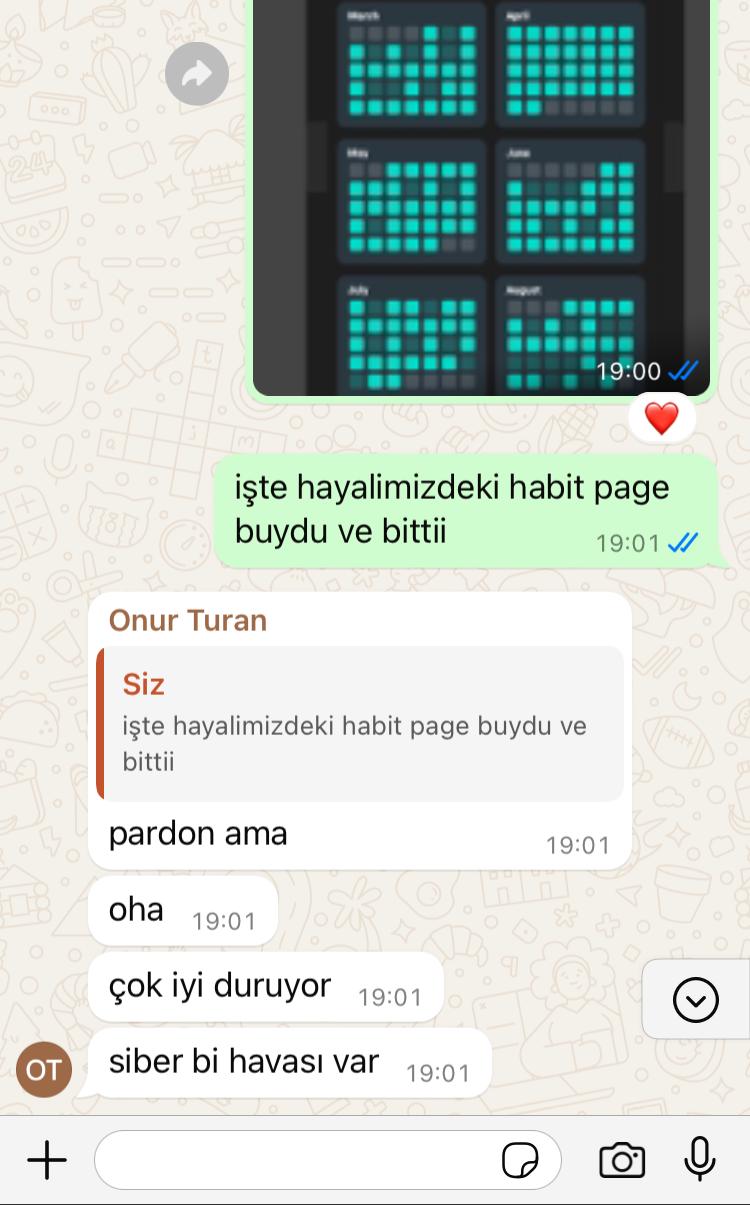 March
April
May
June
July
August
19:00
işte hayalimizdeki habit page
buydu ve bittii
19:01
Onur Turan
Siz
işte hayalimizdeki habit page buydu ve
bittii
pardon ama
19:01
oha
19:01
çok iyi duruyor
19:01
siber bi havası var
19:01
OT